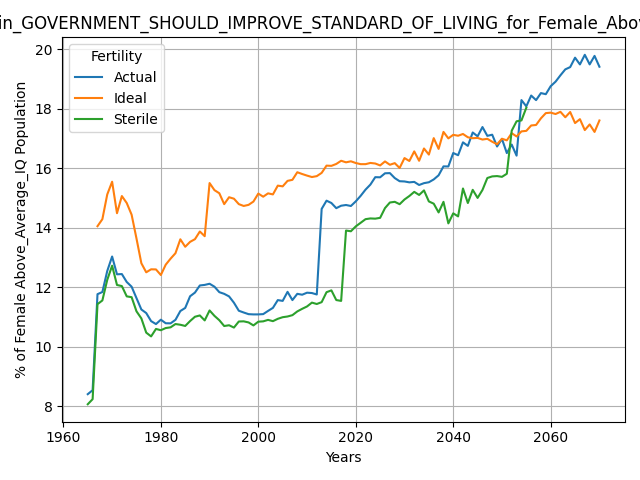 in_GOVERNMENT_SHOULD_IMPROVE_STANDARD_OF_LIVING_for_Female_Abov
Fertility
Actual
Ideal
Sterile
% of Female Above_Average_IQ Population
20
18
16
14
12
10
8
1960 1980 2000 2020 2040 2060
Years